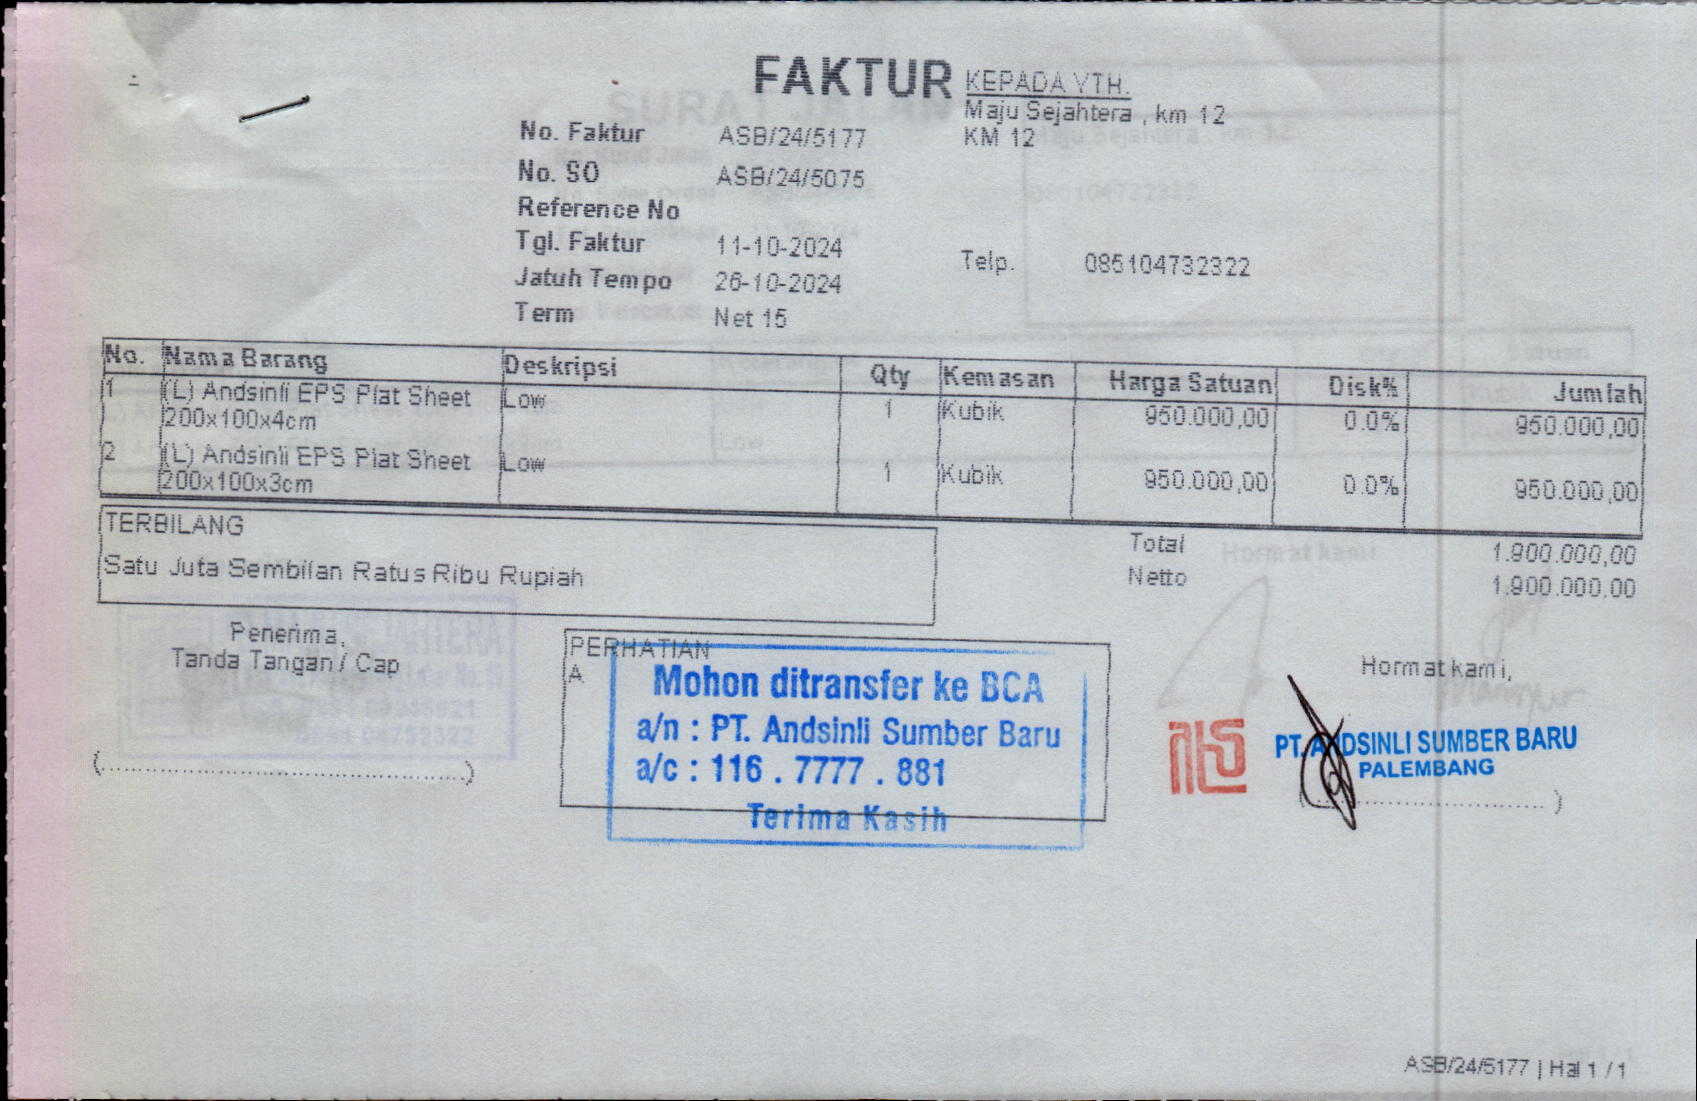 FAKTUR
KEPADA YTH.
Maju Sejahtera , km 12
KM 12
No. Faktur ASB/24/5177
No. SO ASB/24/5075
Reference No
Tgl. Faktur 11-10-2024
Telp. 085104732322
Jatuh Tempo 26-10-2024
Term Net 15
No. Nama Barang Deskripsi Qty Kemasan Harga Satuan Disk% Jumlah
1 (L) Andsinli EPS Plat Sheet Low 1 Kubik 950.000,00 0.0% 950.000,00
200x100x4cm
2 (L) Andsinli EPS Plat Sheet Low 1 Kubik 950.000,00 0.0% 950.000,00
200x100x3cm
TERBILANG
Satu Juta Sembilan Ratus Ribu Rupiah
Total 1.900.000,00
Netto 1.900.000.00
Penerima,
Tanda Tangan / Cap
(....................................................)
PERHATIAN
A
Mohon ditransfer ke BCA
a/n : PT. Andsinli Sumber Baru
a/c : 116 . 7777 . 881
Terima Kasih
Hormat kami,
PT. ANDSINLI SUMBER BARU
PALEMBANG
ASB/24/5177 | Hal 1 / 1